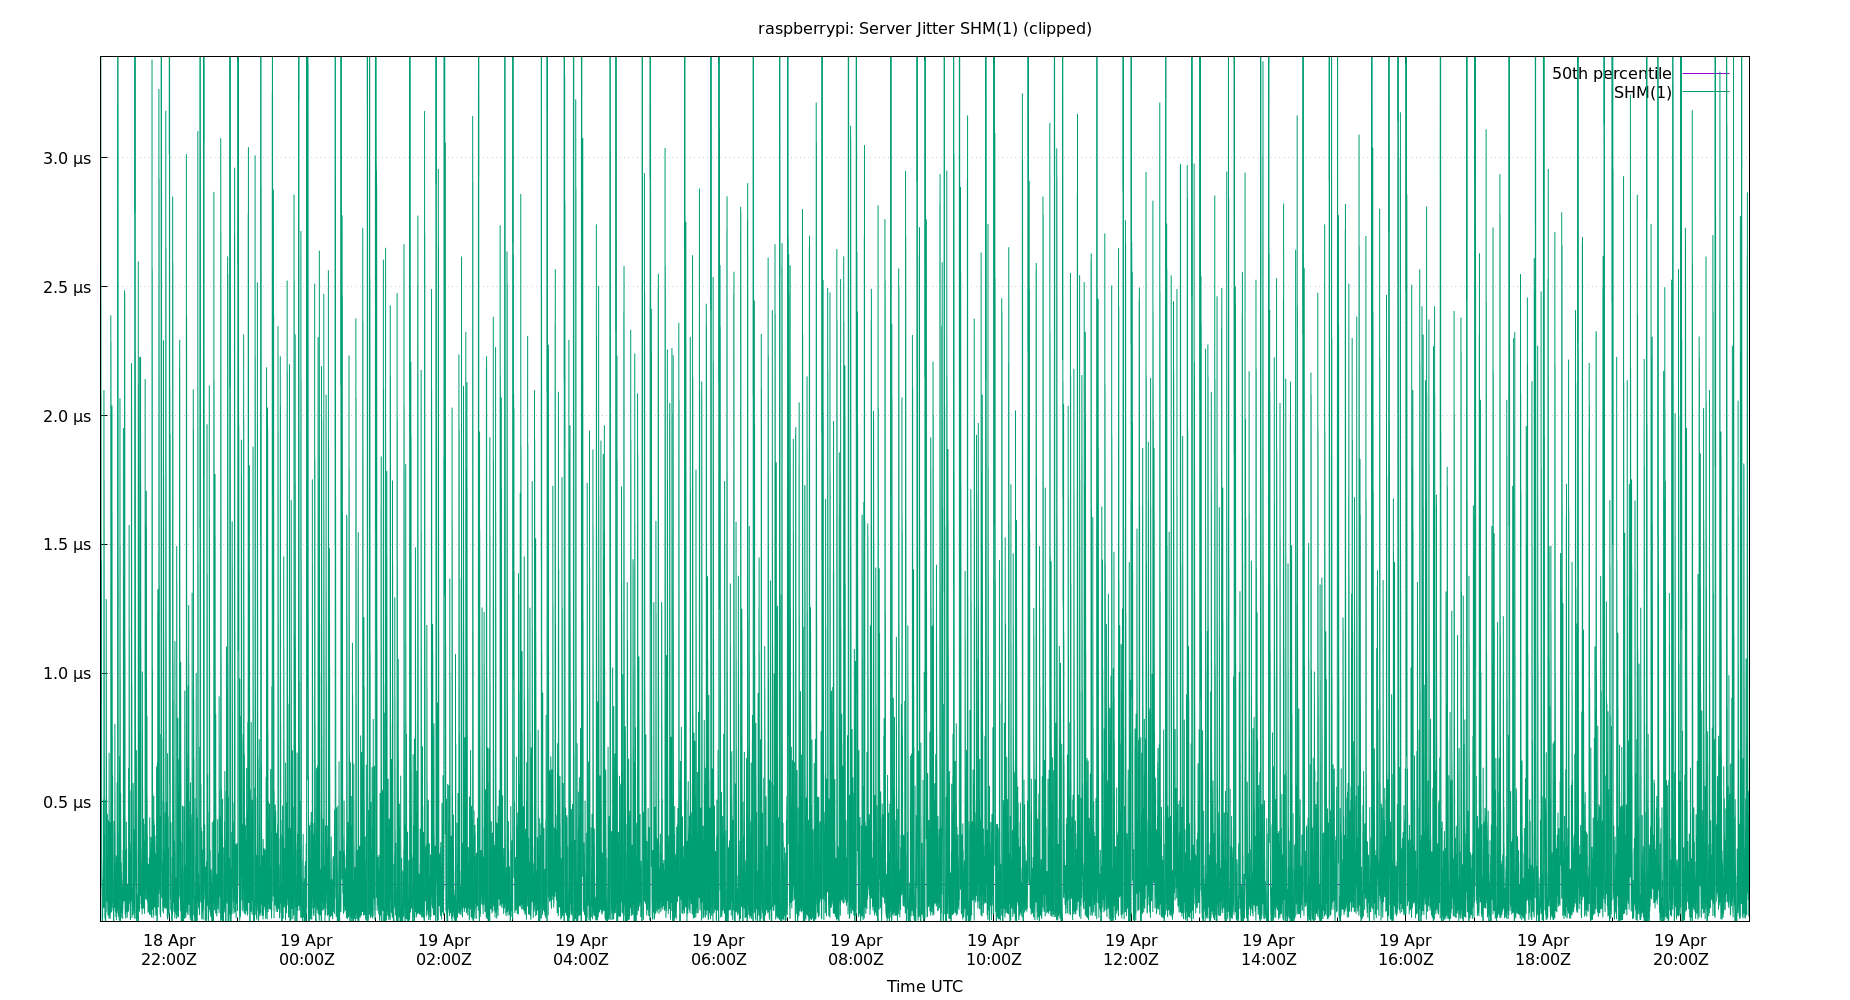 raspberrypi: Server Jitter SHM(1) (clipped)
50th percentile
SHM(1)
3.0 µs
2.5 µs
2.0 µs
1.5 µs
1.0 µs
0.5 µs
18 Apr 19 Apr 19 Apr 19 Apr 19 Apr 19 Apr 19 Apr 19 Apr 19 Apr 19 Apr 19 Apr 19 Apr
22:00Z 00:00Z 02:00Z 04:00Z 06:00Z 08:00Z 10:00Z 12:00Z 14:00Z 16:00Z 18:00Z 20:00Z
Time UTC